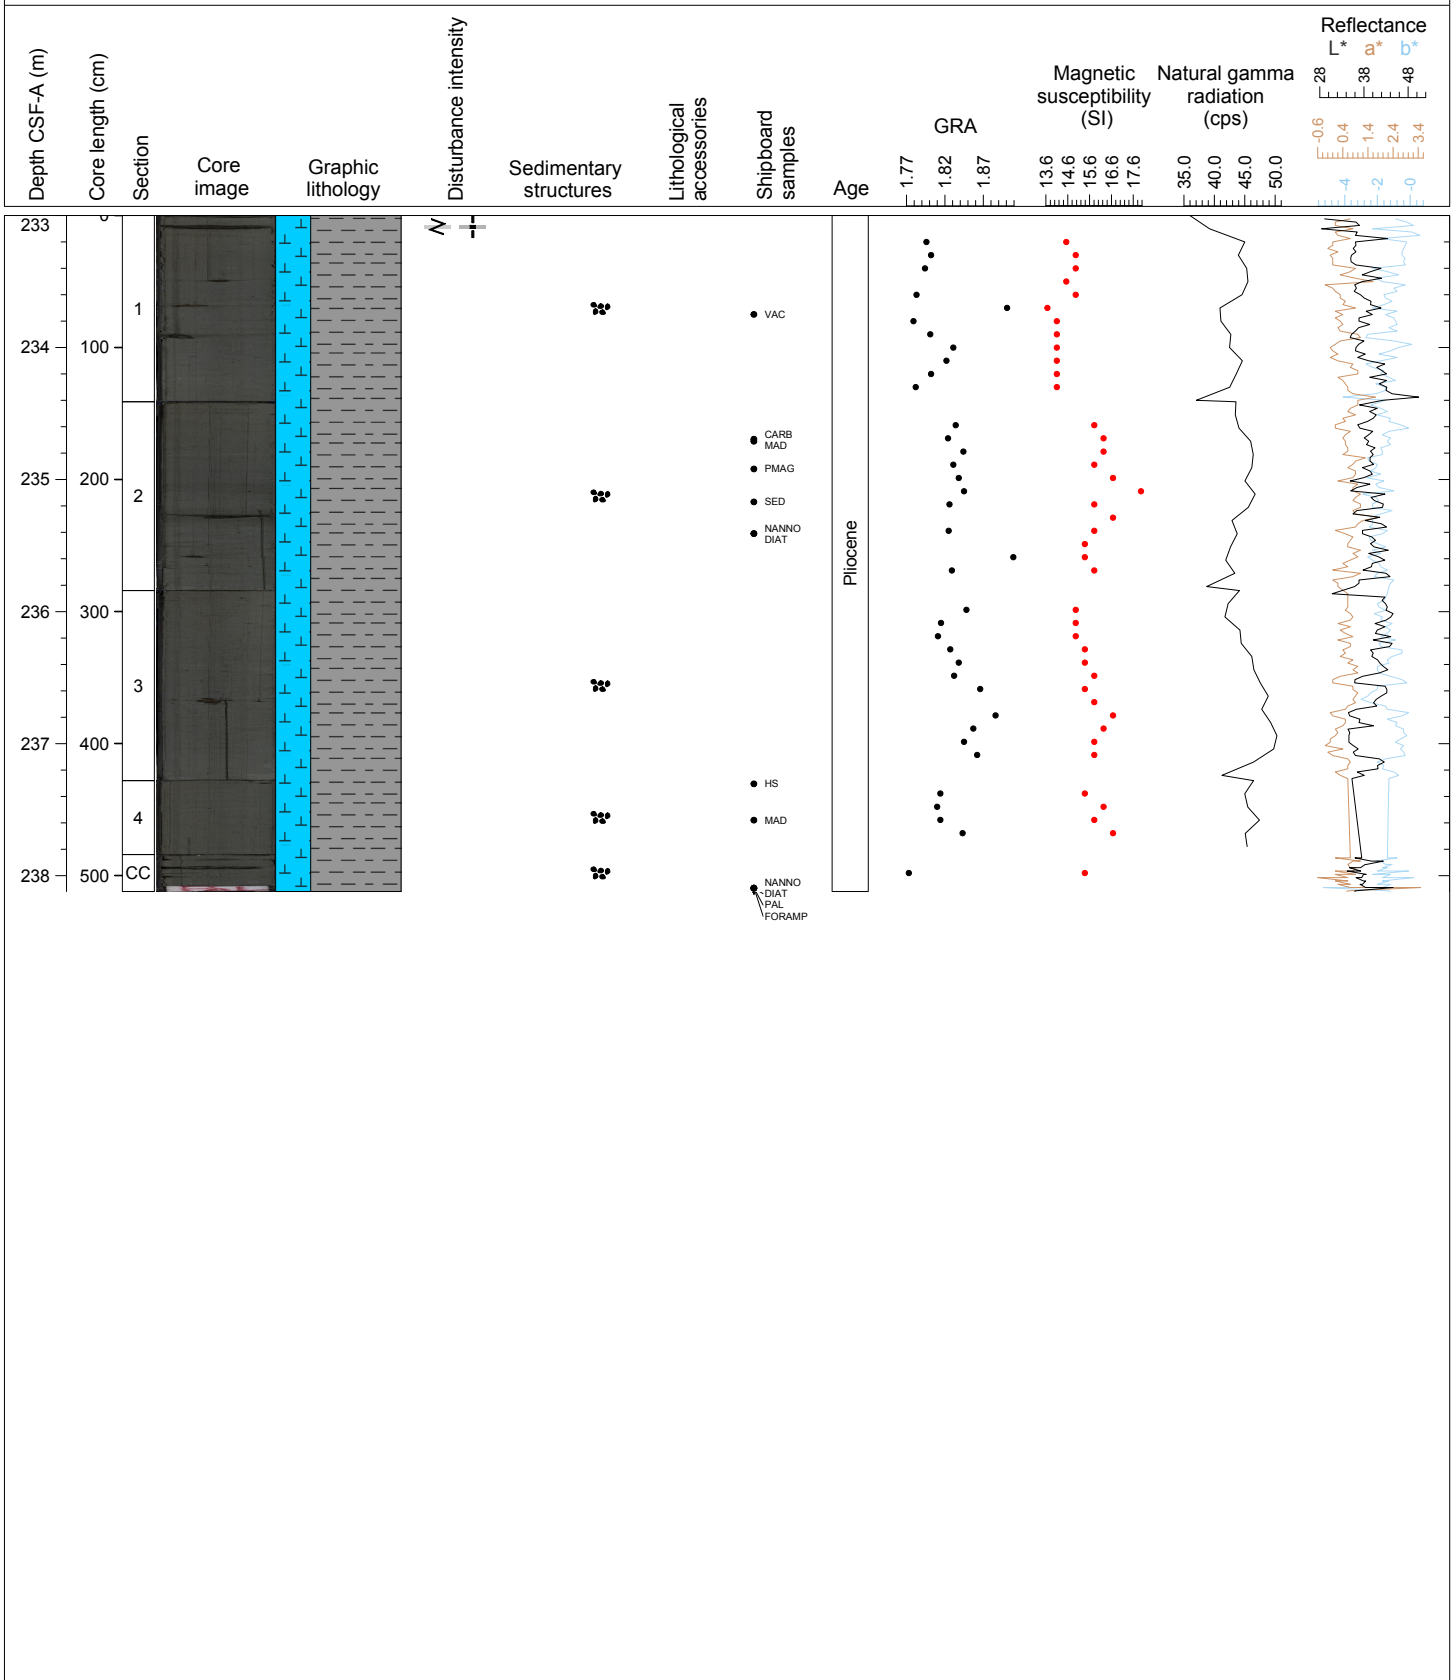 Depth CSF-A (m)
Core length (cm)
Section
Core
image
Graphic
lithology
Disturbance intensity
Sedimentary
structures
Lithological
accessories
Shipboard
samples
Age
GRA
1.77
1.82
1.87
Magnetic
susceptibility
(SI)
13.6
14.6
15.6
16.6
17.6
Natural gamma
radiation
(cps)
35.0
40.0
45.0
50.0
Reflectance
L* a* b*
28
38
48
-0.6
0.4
1.4
2.4
3.4
-4
-2
-0
233
234
235
236
237
238
0
100
200
300
400
500
1
2
3
4
CC
VAC
CARB
MAD
PMAG
SED
NANNO
DIAT
HS
MAD
NANNO
DIAT
PAL
FORAMP
Pliocene